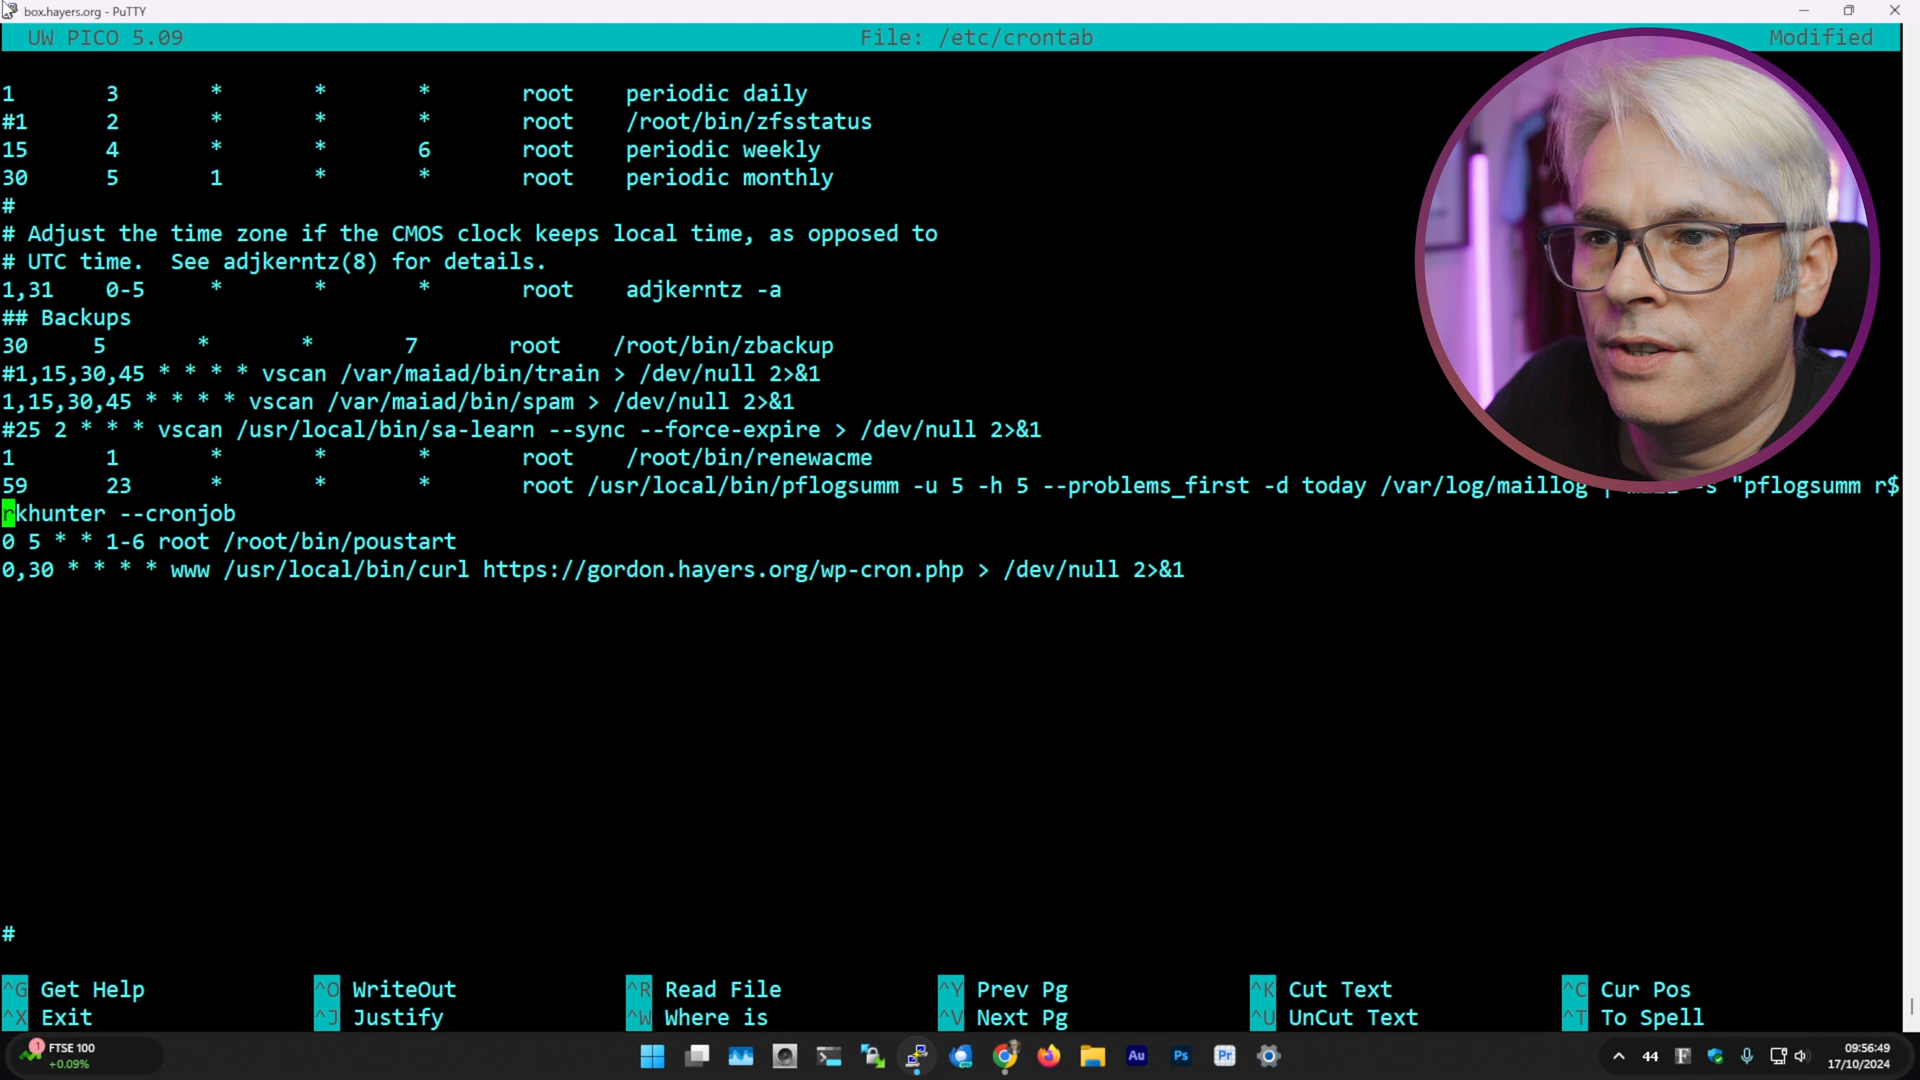 box.hayers.org - PuTTY
UW PICO 5.09 File: /etc/crontab Modified
1 3 * * * root periodic daily
#1 2 * * * root /root/bin/zfsstatus
15 4 * * 6 root periodic weekly
30 5 1 * * root periodic monthly
#
# Adjust the time zone if the CMOS clock keeps local time, as opposed to
# UTC time. See adjkerntz(8) for details.
1,31 0-5 * * * root adjkerntz -a
## Backups
30 5 * * 7 root /root/bin/zbackup
#1,15,30,45 * * * * vscan /var/maiad/bin/train > /dev/null 2>&1
1,15,30,45 * * * * vscan /var/maiad/bin/spam > /dev/null 2>&1
#25 2 * * * vscan /usr/local/bin/sa-learn --sync --force-expire > /dev/null 2>&1
1 1 * * * root /root/bin/renewacme
59 23 * * * root /usr/local/bin/pflogsumm -u 5 -h 5 --problems_first -d today /var/log/maillog | -s "pflogsumm r$
rkhunter --cronjob
0 5 * * 1-6 root /root/bin/poustart
0,30 * * * * www /usr/local/bin/curl https://gordon.hayers.org/wp-cron.php > /dev/null 2>&1
#
^G Get Help ^O WriteOut ^R Read File ^Y Prev Pg ^K Cut Text ^C Cur Pos
^X Exit ^J Justify ^W Where is ^V Next Pg ^U UnCut Text ^T To Spell
1 FTSE 100
+0.09%
Au Ps Pr
44 F
09:56:49
17/10/2024